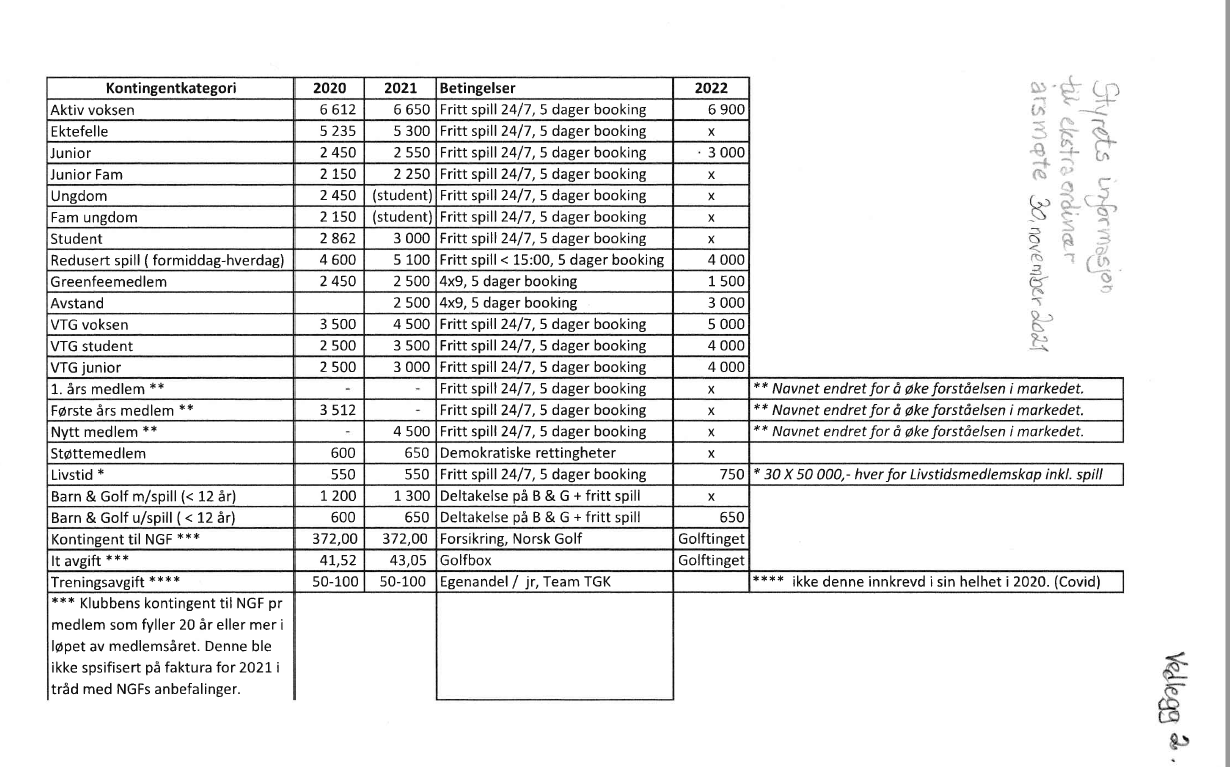 Kontingentkategori 2020 2021 Betingelser 2022
Aktiv voksen 6 612 6 650 Fritt spill 24/7, 5 dager booking 6 900
Ektefelle 5 235 5 300 Fritt spill 24/7, 5 dager booking x
Junior 2 450 2 550 Fritt spill 24/7, 5 dager booking 3 000
Junior Fam 2 150 2 250 Fritt spill 24/7, 5 dager booking x
Ungdom 2 450 (student) Fritt spill 24/7, 5 dager booking x
Fam ungdom 2 150 (student) Fritt spill 24/7, 5 dager booking x
Student 2 862 3 000 Fritt spill 24/7, 5 dager booking x
Redusert spill ( formiddag-hverdag) 4 600 5 100 Fritt spill < 15:00, 5 dager booking 4 000
Greenfeemedlem 2 450 2 500 4x9, 5 dager booking 1 500
Avstand 2 500 4x9, 5 dager booking 3 000
VTG voksen 3 500 4 500 Fritt spill 24/7, 5 dager booking 5 000
VTG student 2 500 3 500 Fritt spill 24/7, 5 dager booking 4 000
VTG junior 2 500 3 000 Fritt spill 24/7, 5 dager booking 4 000
1. års medlem ** - - Fritt spill 24/7, 5 dager booking x ** Navnet endret for å øke forståelsen i markedet.
Første års medlem ** 3 512 - Fritt spill 24/7, 5 dager booking x ** Navnet endret for å øke forståelsen i markedet.
Nytt medlem ** - 4 500 Fritt spill 24/7, 5 dager booking x ** Navnet endret for å øke forståelsen i markedet.
Støttemedlem 600 650 Demokratiske rettingheter x
Livstid * 550 550 Fritt spill 24/7, 5 dager booking 750 * 30 X 50 000,- hver for Livstidsmedlemskap inkl. spill
Barn & Golf m/spill (< 12 år) 1 200 1 300 Deltakelse på B & G + fritt spill x
Barn & Golf u/spill ( < 12 år) 600 650 Deltakelse på B & G + fritt spill 650
Kontingent til NGF *** 372,00 372,00 Forsikring, Norsk Golf Golftinget
It avgift *** 41,52 43,05 Golfbox Golftinget
Treningsavgift **** 50-100 50-100 Egenandel / jr, Team TGK **** ikke denne innkrevd i sin helhet i 2020. (Covid)
*** Klubbens kontingent til NGF pr
medlem som fyller 20 år eller mer i
løpet av medlemsåret. Denne ble
ikke spsifisert på faktura for 2021 i
tråd med NGFs anbefalinger.
Styrets informasjon
til ekstraordinær
årsmøte 30. november 2021
Vedlegg 2.